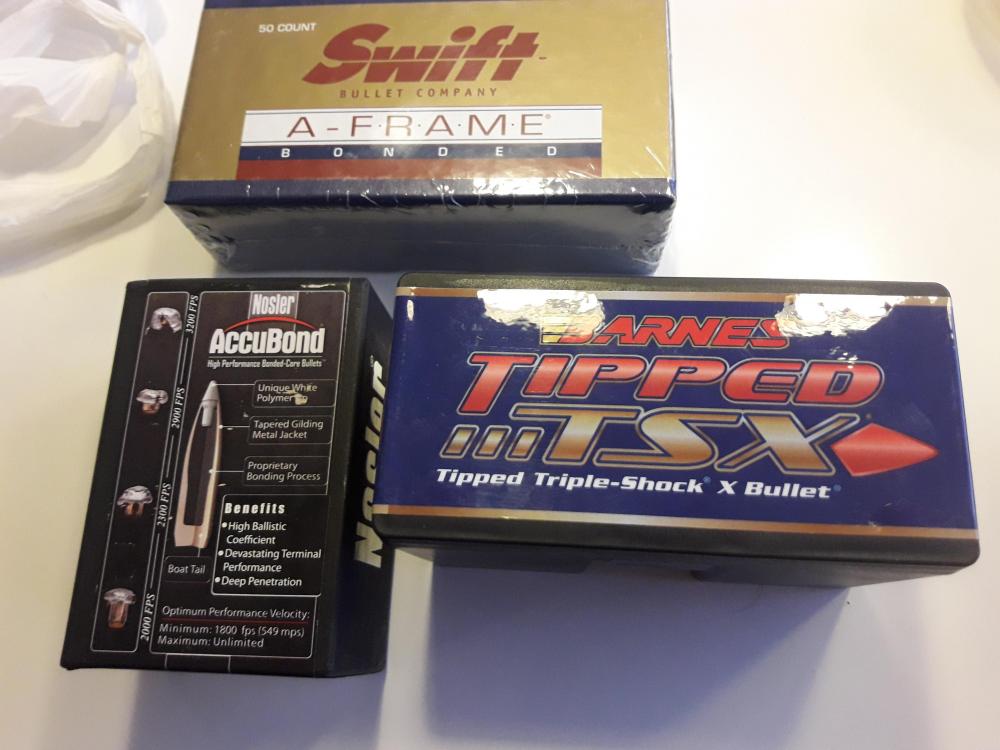 50 COUNT
Swift
BULLET COMPANY
A-F·R·A·M·E®
BONDED
Nosler
AccuBond
High Performance Bonded-Core Bullets™
3200 FPS
2900 FPS
2300 FPS
2000 FPS
Unique White
Polymer
Tapered Gilding
Metal Jacket
Proprietary
Bonding Process
Benefits
• High Ballistic
Coefficient
• Devastating Terminal
Performance
• Deep Penetration
Boat Tail
Optimum Performance Velocity:
Minimum: 1800 fps (549 mps)
Maximum: Unlimited
Nosler
BARNES
TIPPED
TSX
Tipped Triple-Shock® X Bullet®